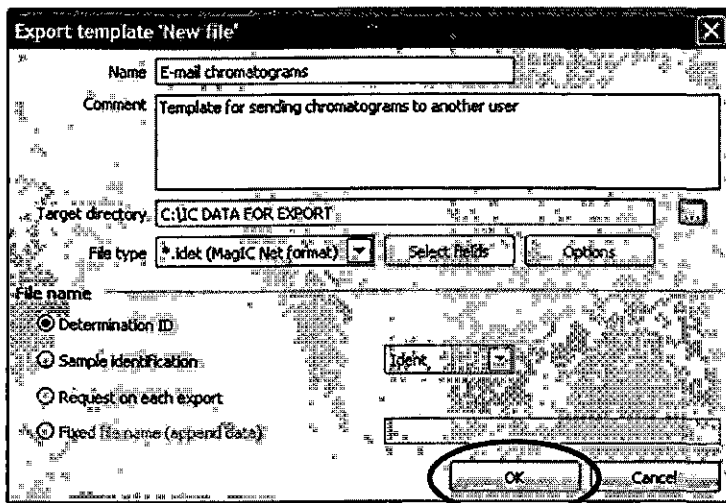 Export template 'New file'
Name E-mail chromatograms
Comment Template for sending chromatograms to another user
Target directory C:\IC DATA FOR EXPORT ...
File type *.idet (MagIC Net format) Select fields Options
File name
Determination ID
Sample identification Ident
Request on each export
Fixed file name (append data)
OK Cancel